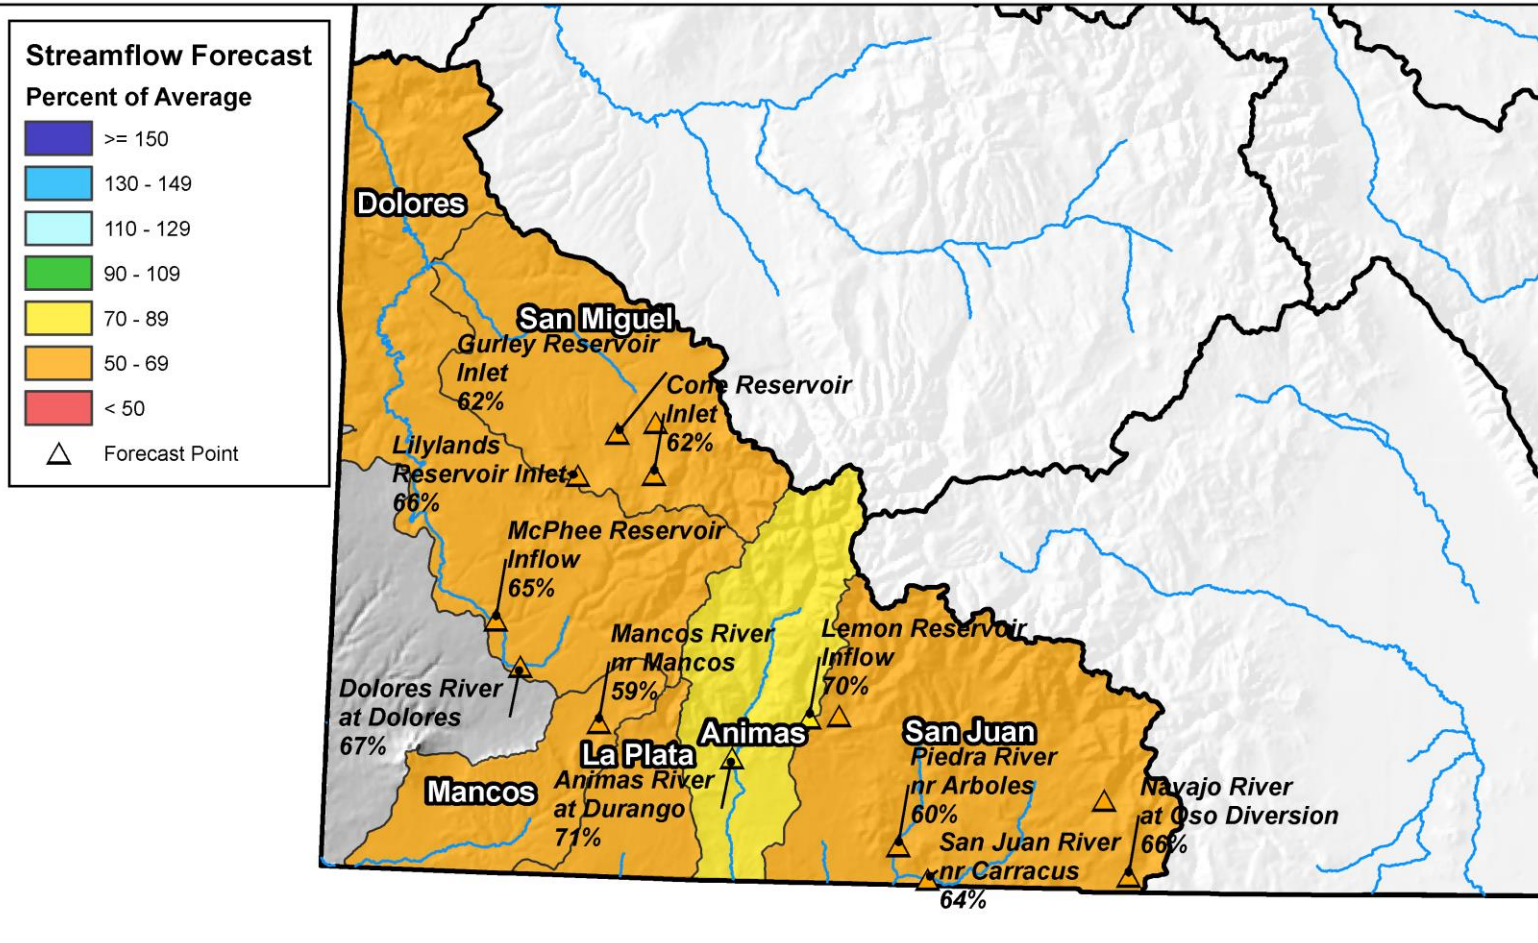 Streamflow Forecast
Percent of Average
>= 150
130 - 149
110 - 129
90 - 109
70 - 89
50 - 69
< 50
Forecast Point
Dolores
San Miguel
Gurley Reservoir
Inlet
62%
Cone Reservoir
Inlet
62%
Lilylands
Reservoir Inlet
66%
McPhee Reservoir
Inflow
65%
Mancos River
nr Mancos
59%
Lemon Reservoir
Inflow
70%
Dolores River
at Dolores
67%
Animas
San Juan
La Plata
Mancos
Animas River
at Durango
71%
Piedra River
nr Arboles
60%
Navajo River
at Oso Diversion
66%
San Juan River
nr Carracus
64%